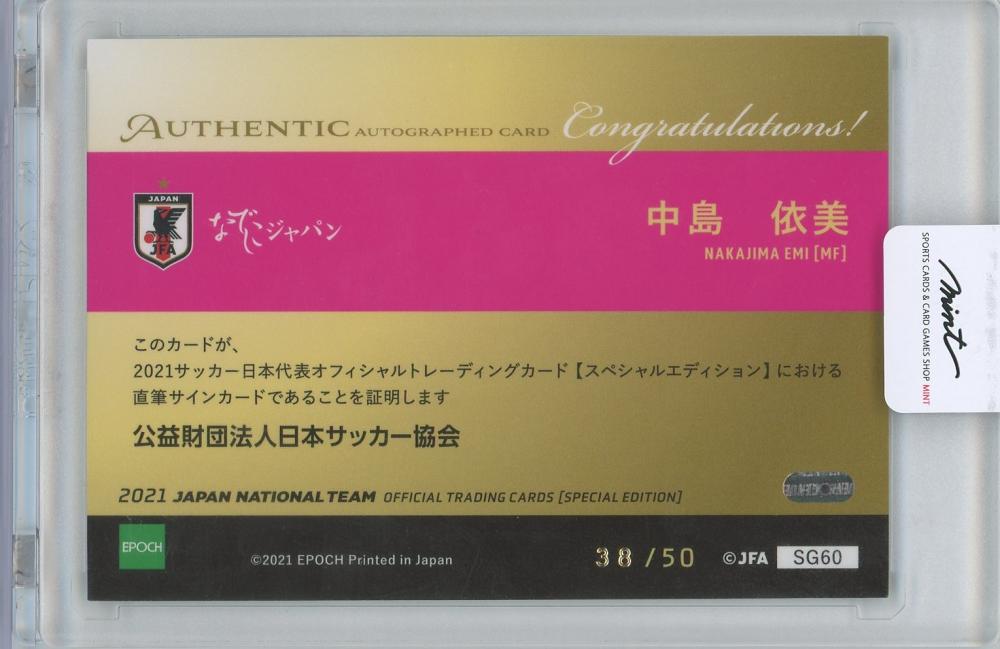 AUTHENTIC AUTOGRAPHED CARD Congratulations!
JAPAN
JFA
なでしこジャパン
中島 依美
NAKAJIMA EMI [MF]
このカードが、
2021サッカー日本代表オフィシャルトレーディングカード【スペシャルエディション】における
直筆サインカードであることを証明します
公益財団法人日本サッカー協会
2021 JAPAN NATIONAL TEAM OFFICIAL TRADING CARDS [SPECIAL EDITION]
EPOCH
©2021 EPOCH Printed in Japan
38/50
©JFA SG60
mint
SPORTS CARDS & CARD GAMES SHOP MINT